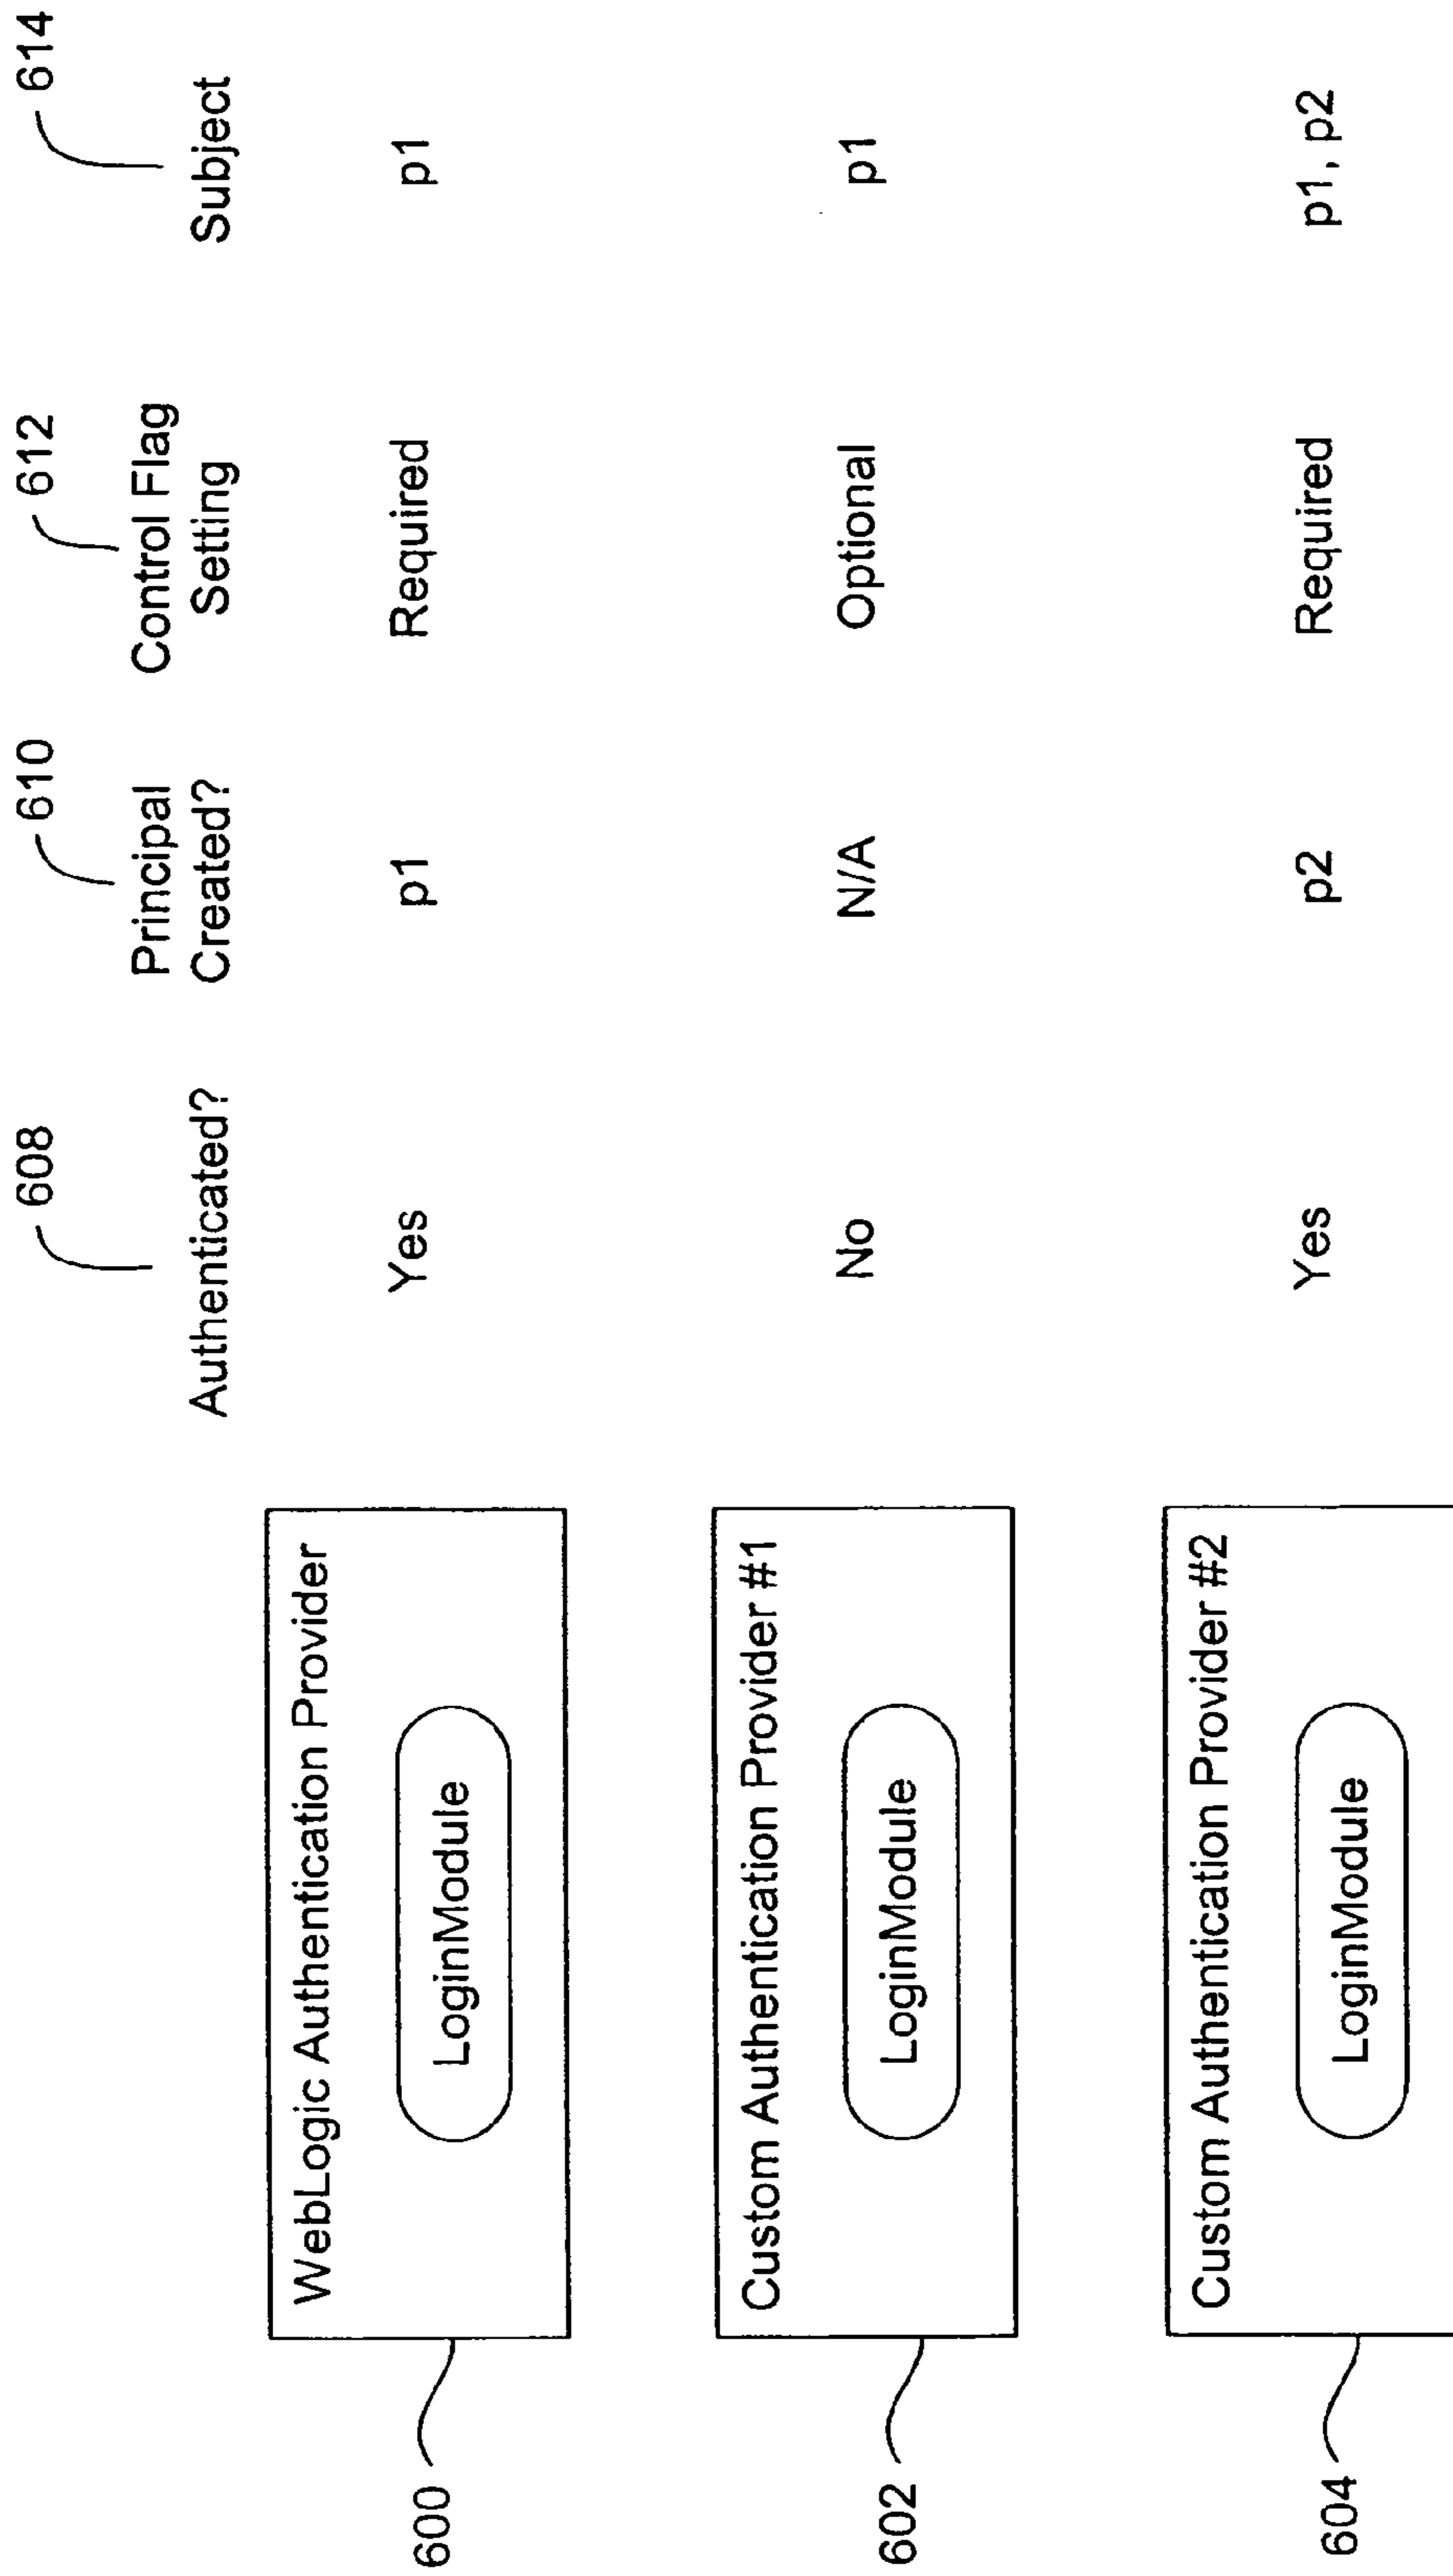 608
610
612
614
Authenticated?
Principal
Created?
Control Flag
Setting
Subject
600
WebLogic Authentication Provider
LoginModule
Yes
p1
Required
p1
602
Custom Authentication Provider #1
LoginModule
No
N/A
Optional
p1
604
Custom Authentication Provider #2
LoginModule
Yes
p2
Required
p1, p2